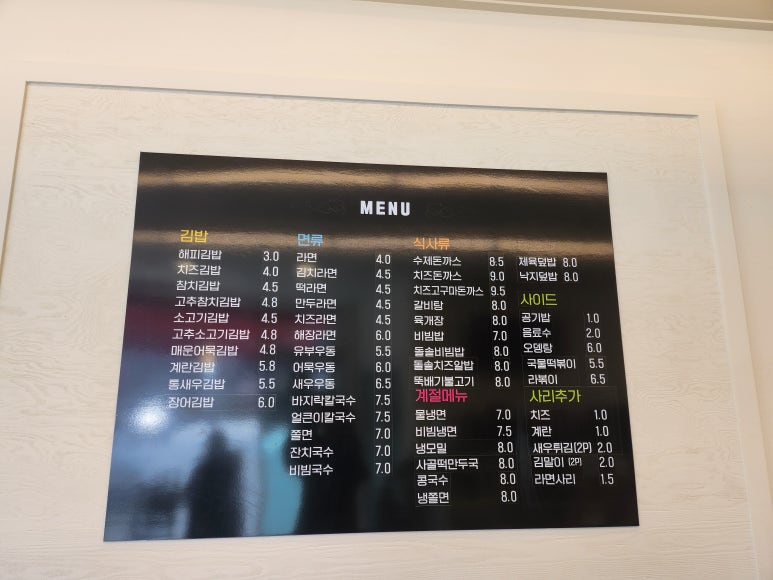 MENU
김밥
해피김밥 3.0
치즈김밥 4.0
참치김밥 4.5
고추참치김밥 4.8
소고기김밥 4.5
고추소고기김밥 4.8
매운어묵김밥 4.8
계란김밥 5.8
통새우김밥 5.5
장어김밥 6.0
면류
라면 4.0
김치라면 4.5
떡라면 4.5
만두라면 4.5
치즈라면 4.5
해장라면 6.0
유부우동 5.5
어묵우동 6.0
새우우동 6.5
바지락칼국수 7.5
얼큰이칼국수 7.5
쫄면 7.0
잔치국수 7.0
비빔국수 7.0
식사류
수제돈까스 8.5
치즈돈까스 9.0
치즈고구마돈까스 9.5
갈비탕 8.0
육개장 8.0
비빔밥 7.0
돌솥비빔밥 8.0
돌솥치즈알밥 8.0
뚝배기불고기 8.0
계절메뉴
물냉면 7.0
비빔냉면 7.5
냉모밀 8.0
사골떡만두국 8.0
콩국수 8.0
냉쫄면 8.0
제육덮밥 8.0
낙지덮밥 8.0
사이드
공기밥 1.0
음료수 2.0
오뎅탕 6.0
국물떡볶이 5.5
라볶이 6.5
사리추가
치즈 1.0
계란 1.0
새우튀김(2P) 2.0
김말이 (2P) 2.0
라면사리 1.5